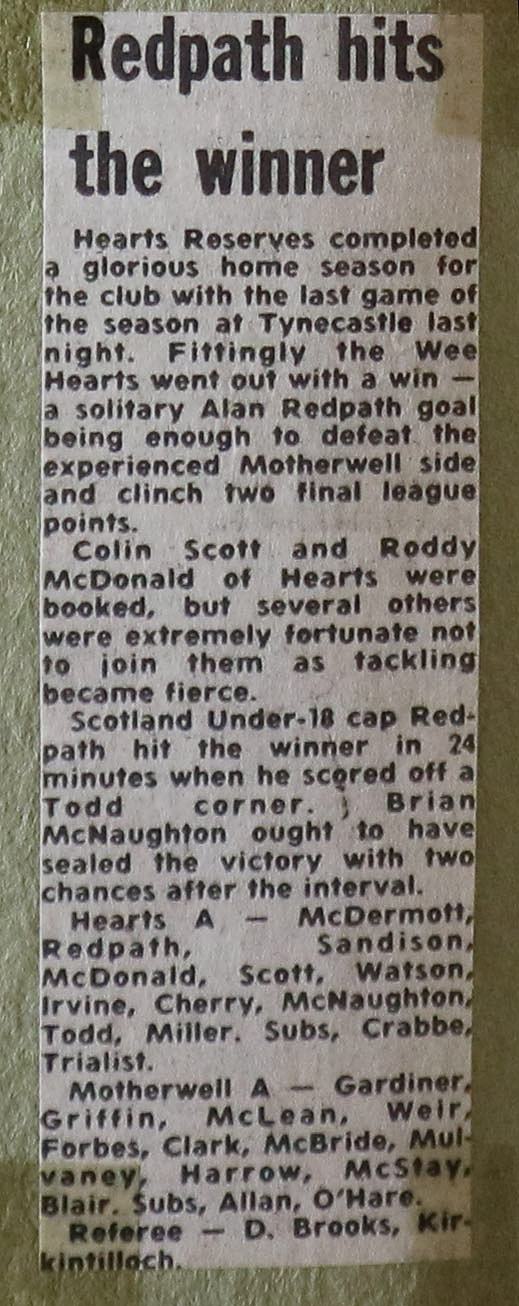 Redpath hits
the winner
Hearts Reserves completed
a glorious home season for
the club with the last game of
the season at Tynecastle last
night. Fittingly the Wee
Hearts went out with a win —
a solitary Alan Redpath goal
being enough to defeat the
experienced Motherwell side
and clinch two final league
points.
Colin Scott and Roddy
McDonald of Hearts were
booked, but several others
were extremely fortunate not
to join them as tackling
became fierce.
Scotland Under-18 cap Red-
path hit the winner in 24
minutes when he scored off a
Todd corner. Brian
McNaughton ought to have
sealed the victory with two
chances after the interval.
Hearts A — McDermott,
Redpath, Sandison,
McDonald, Scott, Watson,
Irvine, Cherry, McNaughton,
Todd, Miller. Subs, Crabbe,
Trialist.
Motherwell A — Gardiner,
Griffin, McLean, Weir,
Forbes, Clark, McBride, Mul-
vaney, Harrow, McStay,
Blair. Subs, Allan, O'Hare.
Referee — D. Brooks, Kir-
kintilloch.